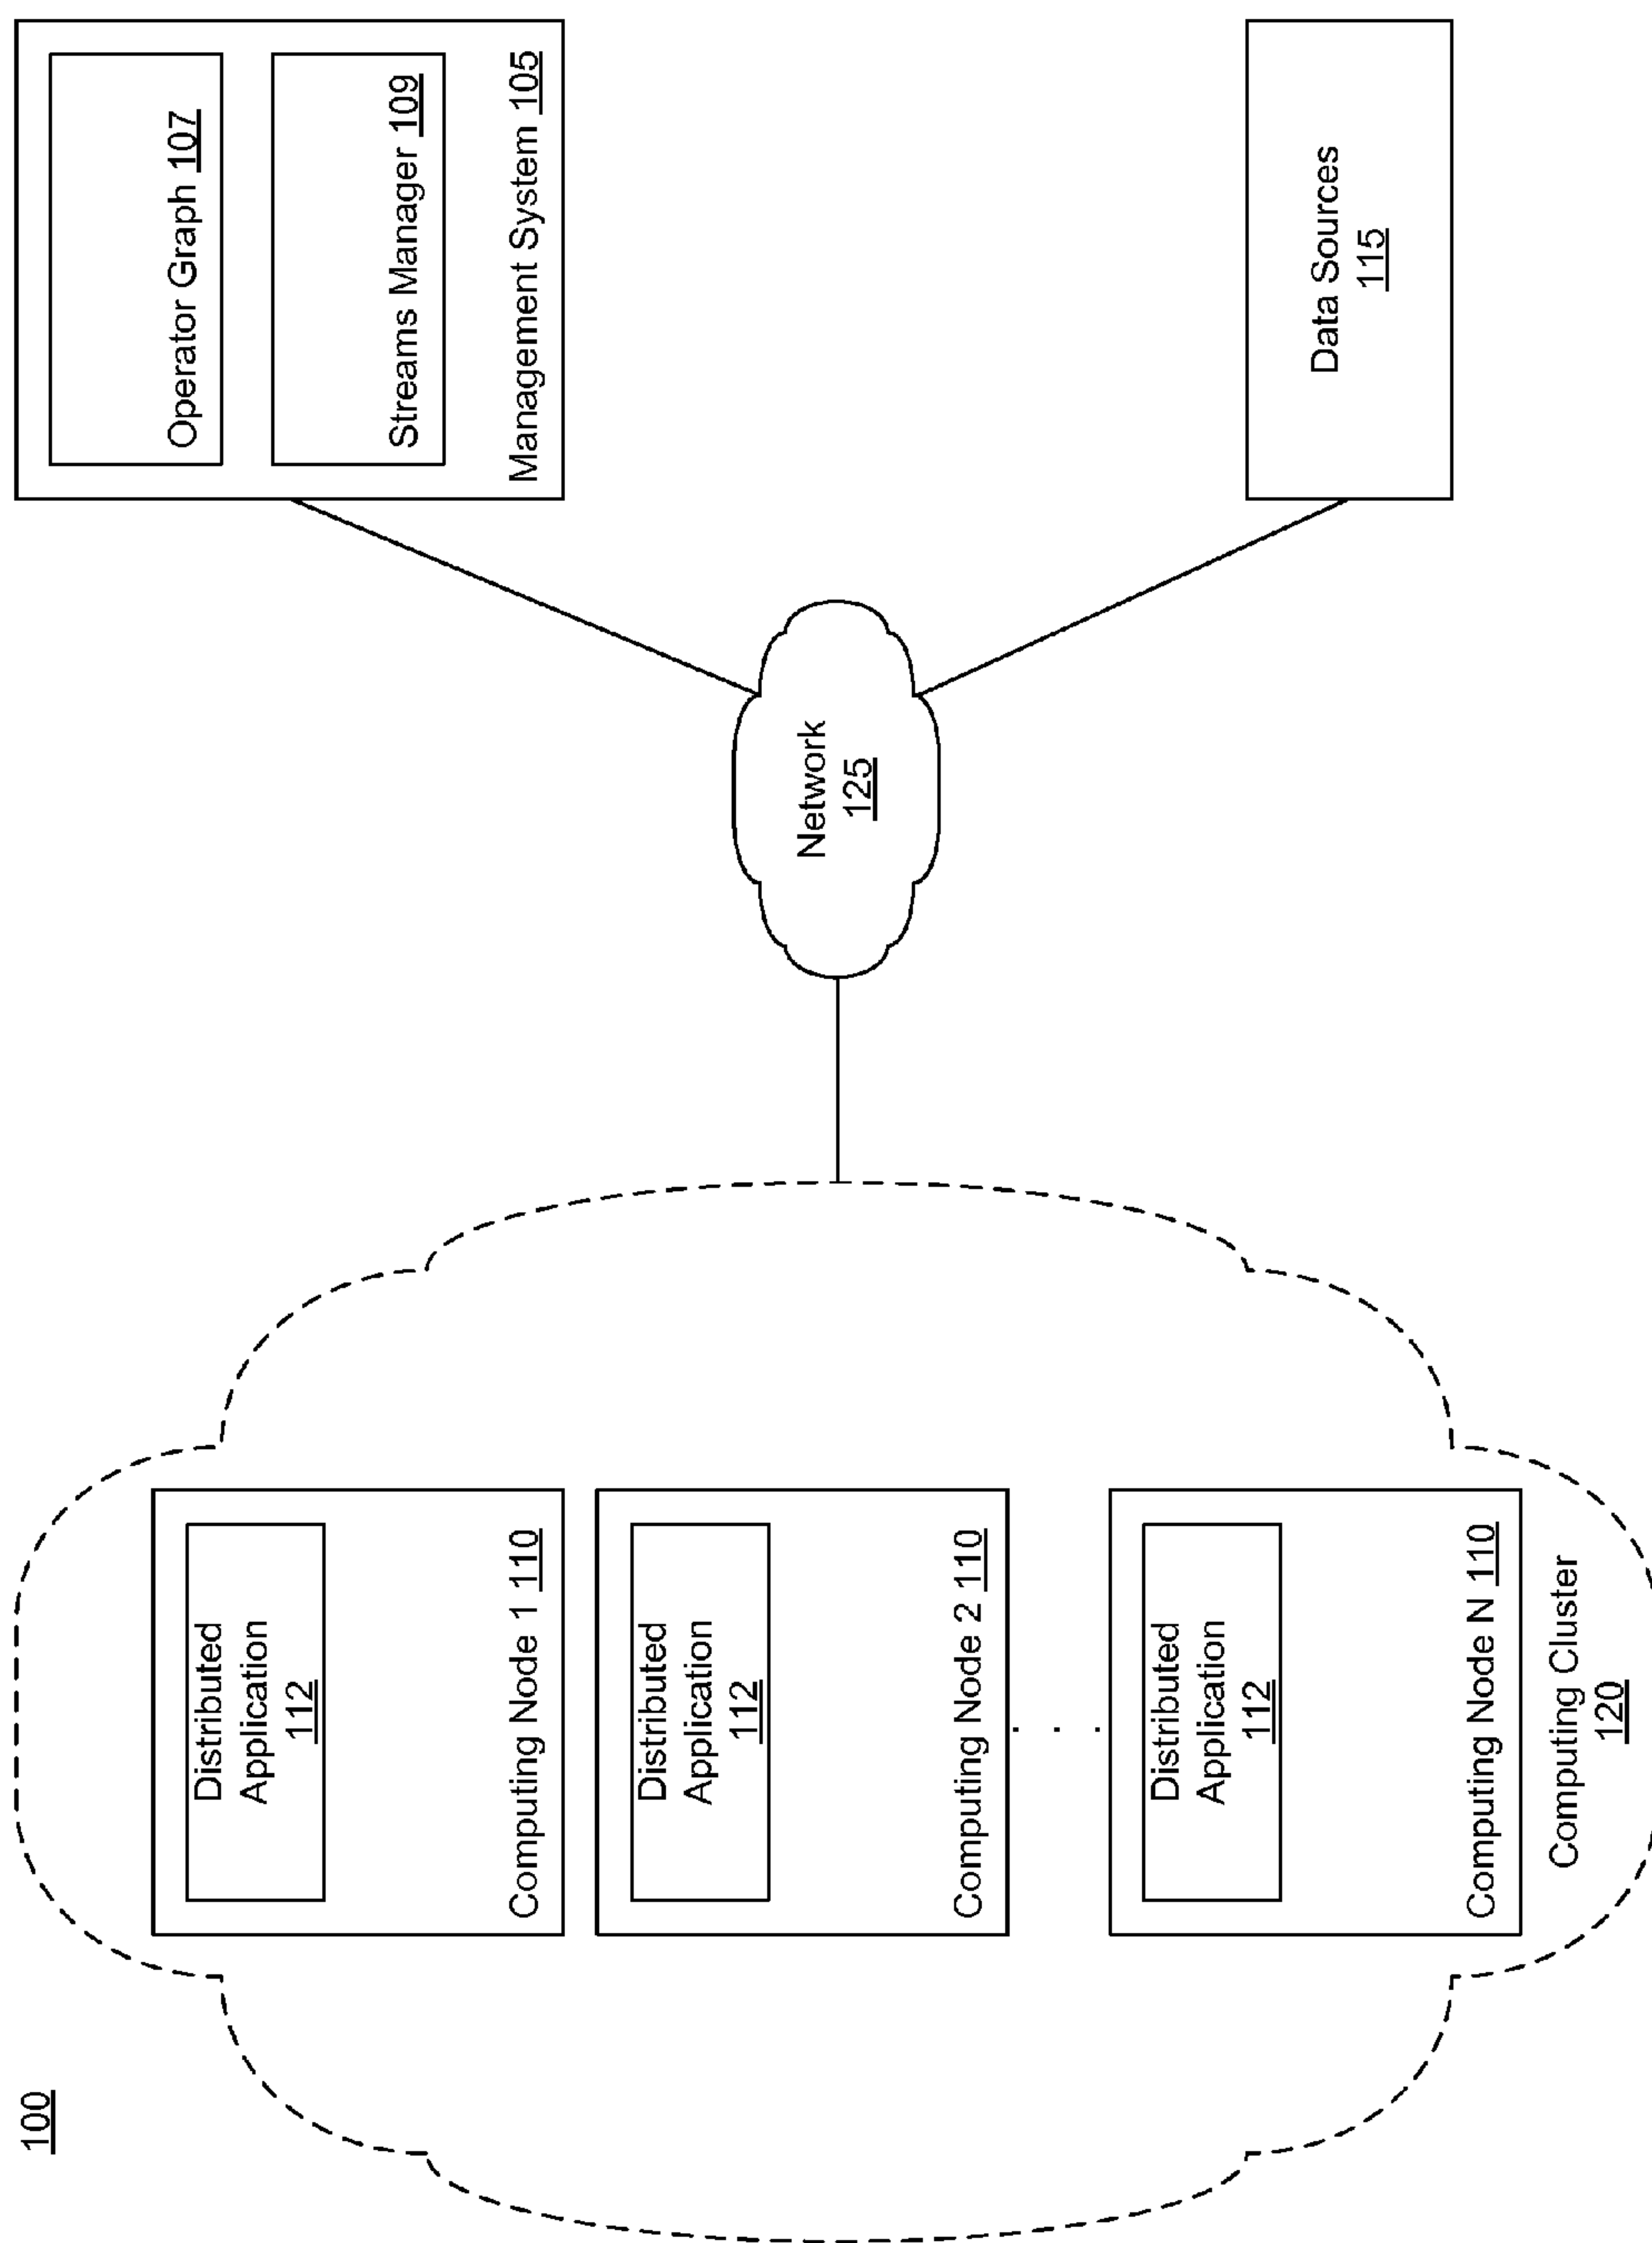 100
Distributed
Application
112
Computing Node 1 110
Distributed
Application
112
Computing Node 2 110
. . .
Distributed
Application
112
Computing Node N 110
Computing Cluster
120
Network
125
Operator Graph 107
Streams Manager 109
Management System 105
Data Sources
115